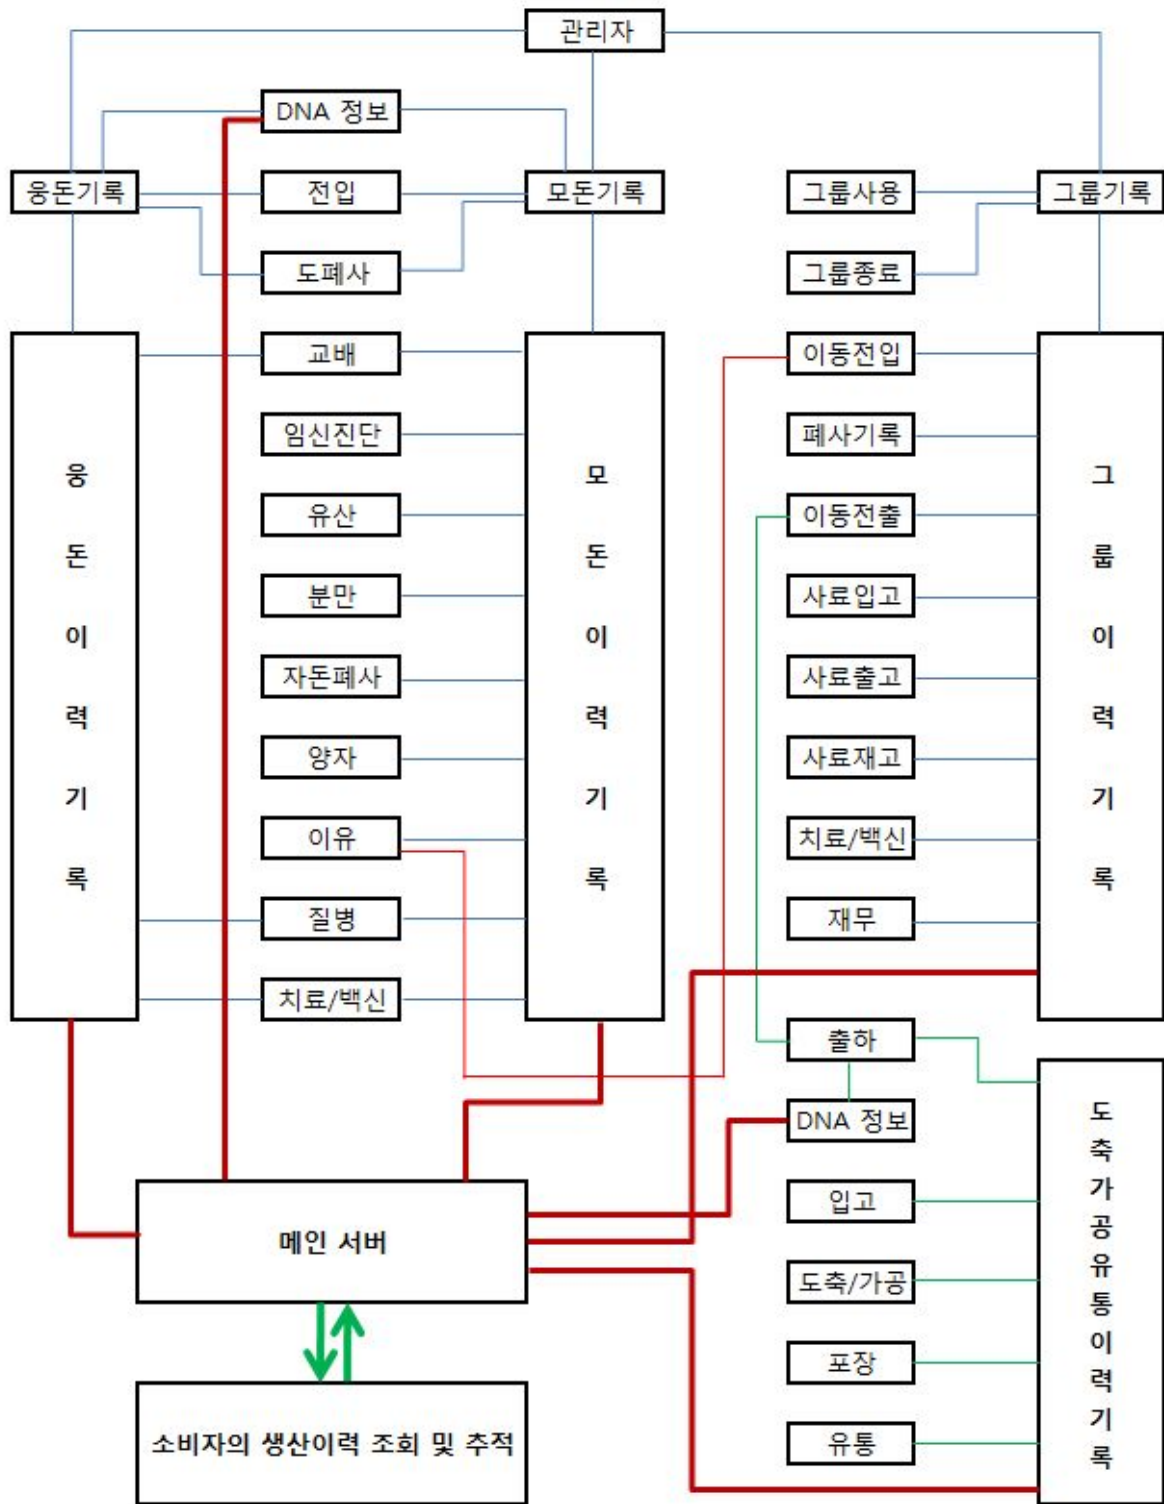 관리자
DNA 정보
웅돈기록
전입
모돈기록
그룹사용
그룹기록
도폐사
그룹종료
웅돈이력기록
교배
임신진단
유산
분만
자돈폐사
양자
이유
질병
치료/백신
모돈이력기록
이동전입
폐사기록
이동전출
사료입고
사료출고
사료재고
치료/백신
재무
그룹이력기록
출하
DNA 정보
입고
도축/가공
포장
유통
도축가공유통이력기록
메인 서버
소비자의 생산이력 조회 및 추적